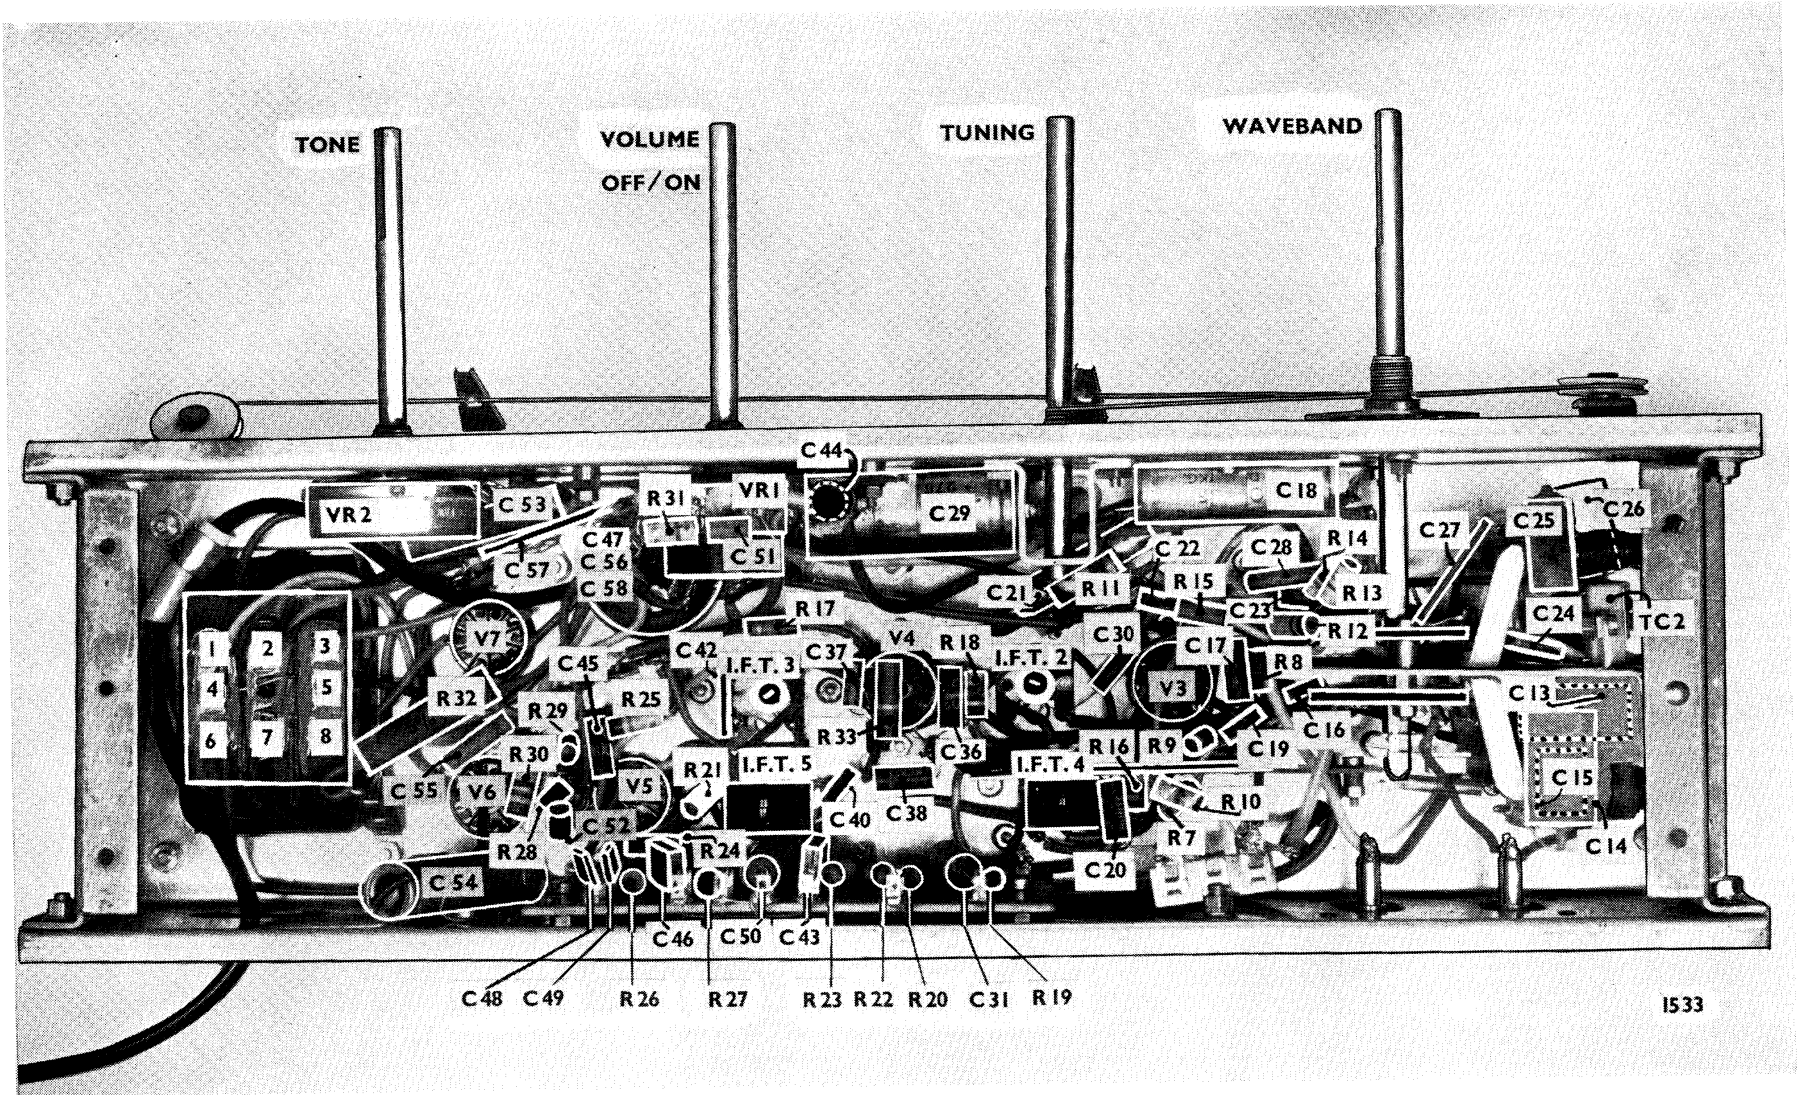 TONE
VOLUME
OFF/ON
TUNING
WAVEBAND
C 44
VR2
C 53
R 31
VR1
C29
C 18
C 27
C 25
C 26
C 47
C 56
C 58
C 57
C 51
C 22
C 28
R 14
C 21
R 11
R 15
C 23
R 13
R 12
C 24
TC2
R 17
1
2
3
4
5
6
7
8
V7
C 45
C 42
I.F.T. 3
C 37
V4
R 18
I.F.T. 2
C 30
C 17
R 8
V3
C 13
R 32
R 29
R 25
R 33
C 36
R 16
R 9
C 19
C 16
R 30
C 55
V6
V5
R 21
I.F.T. 5
I.F.T. 4
C 15
C 40
C 38
R 10
R 7
C 14
R 28
C 52
R 24
C 20
C 54
C 46
C 50
C 43
C 48
C 49
R 26
R 27
R 23
R 22
R 20
C 31
R 19
1533